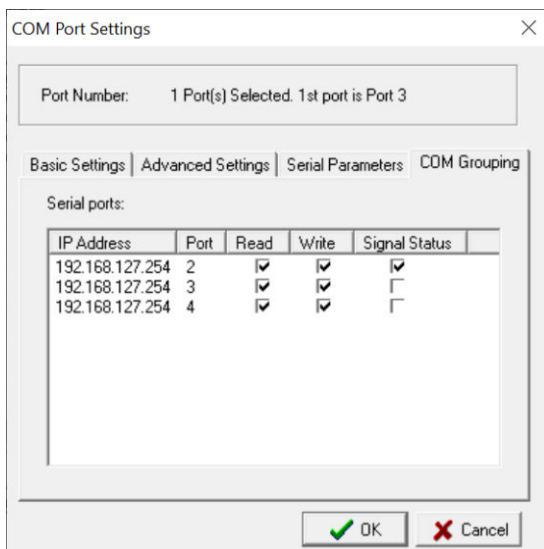 COM Port Settings
Port Number: 1 Port(s) Selected. 1st port is Port 3
Basic Settings Advanced Settings Serial Parameters COM Grouping
Serial ports:
IP Address Port Read Write Signal Status
192.168.127.254 2
192.168.127.254 3
192.168.127.254 4
OK Cancel